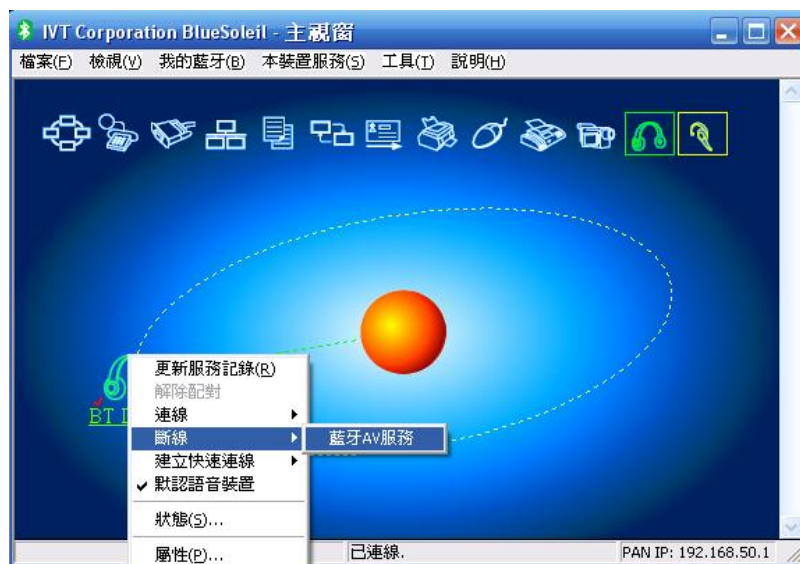 IVT Corporation BlueSoleil - 主視窗
檔案(F) 檢視(V) 我的藍牙(B) 本裝置服務(S) 工具(T) 說明(H)
BT
更新服務記錄(R)
解除配對
連線
斷線
藍牙AV服務
建立快速連線
默認語音裝置
狀態(S)...
屬性(P)...
已連線.
PAN IP: 192.168.50.1